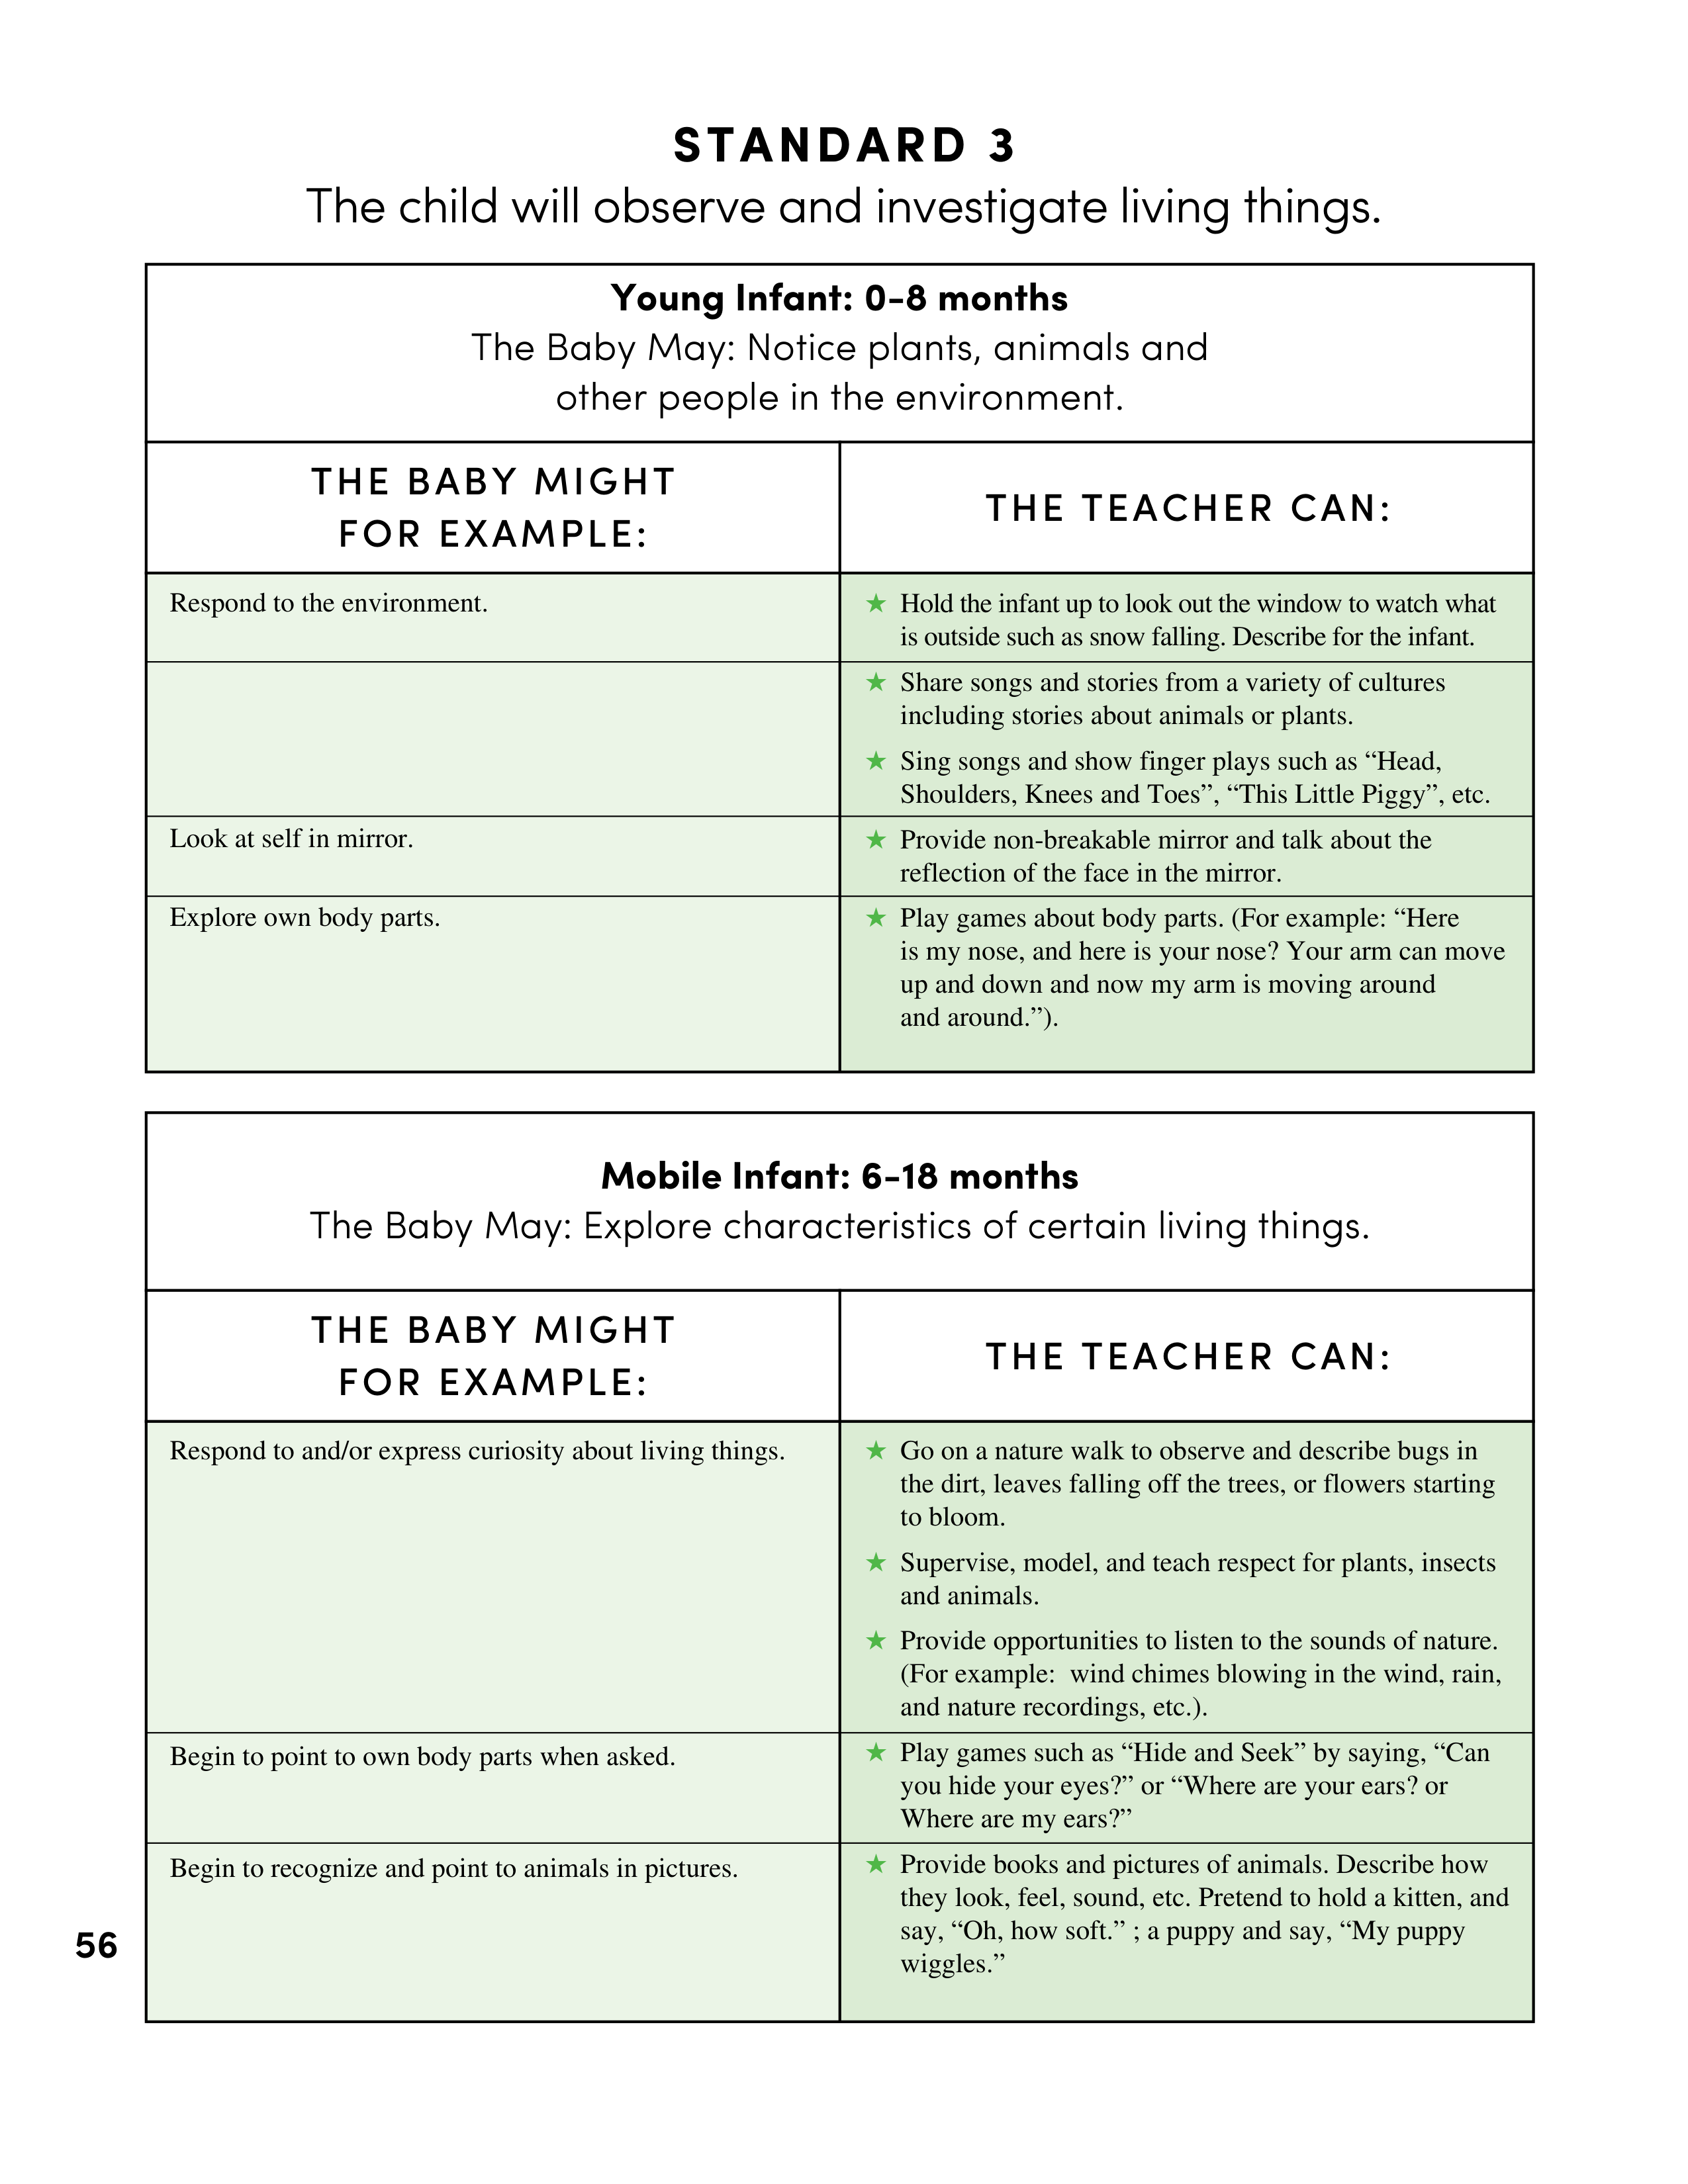 STANDARD 3
The child will observe and investigate living things.
Young Infant: 0-8 months
The Baby May: Notice plants, animals and
other people in the environment.
THE BABY MIGHT
FOR EXAMPLE:
THE TEACHER CAN:
Respond to the environment.
★ Hold the infant up to look out the window to watch what
is outside such as snow falling. Describe for the infant.
★ Share songs and stories from a variety of cultures
including stories about animals or plants.
★ Sing songs and show finger plays such as “Head,
Shoulders, Knees and Toes”, “This Little Piggy”, etc.
Look at self in mirror.
★ Provide non-breakable mirror and talk about the
reflection of the face in the mirror.
Explore own body parts.
★ Play games about body parts. (For example: “Here
is my nose, and here is your nose? Your arm can move
up and down and now my arm is moving around
and around.”).
Mobile Infant: 6-18 months
The Baby May: Explore characteristics of certain living things.
THE BABY MIGHT
FOR EXAMPLE:
THE TEACHER CAN:
Respond to and/or express curiosity about living things.
★ Go on a nature walk to observe and describe bugs in
the dirt, leaves falling off the trees, or flowers starting
to bloom.
★ Supervise, model, and teach respect for plants, insects
and animals.
★ Provide opportunities to listen to the sounds of nature.
(For example:  wind chimes blowing in the wind, rain,
and nature recordings, etc.).
Begin to point to own body parts when asked.
★ Play games such as “Hide and Seek” by saying, “Can
you hide your eyes?” or “Where are your ears? or
Where are my ears?”
Begin to recognize and point to animals in pictures.
★ Provide books and pictures of animals. Describe how
they look, feel, sound, etc. Pretend to hold a kitten, and
say, “Oh, how soft.” ; a puppy and say, “My puppy
wiggles.”
56